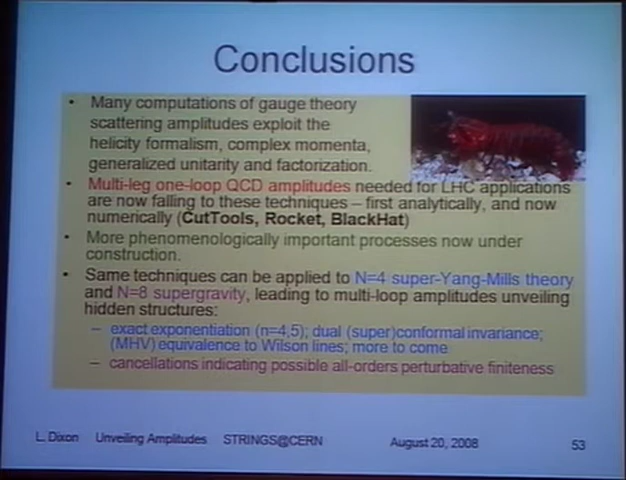 Conclusions
• Many computations of gauge theory
scattering amplitudes exploit the
helicity formalism, complex momenta,
generalized unitarity and factorization.
• Multi-leg one-loop QCD amplitudes needed for LHC applications
are now falling to these techniques – first analytically, and now
numerically (CutTools, Rocket, BlackHat)
• More phenomenologically important processes now under
construction.
• Same techniques can be applied to N=4 super-Yang-Mills theory
and N=8 supergravity, leading to multi-loop amplitudes unveiling
hidden structures:
– exact exponentiation (n=4,5); dual (super)conformal invariance;
(MHV) equivalence to Wilson lines; more to come
– cancellations indicating possible all-orders perturbative finiteness
L. Dixon Unveiling Amplitudes STRINGS@CERN August 20, 2008 53